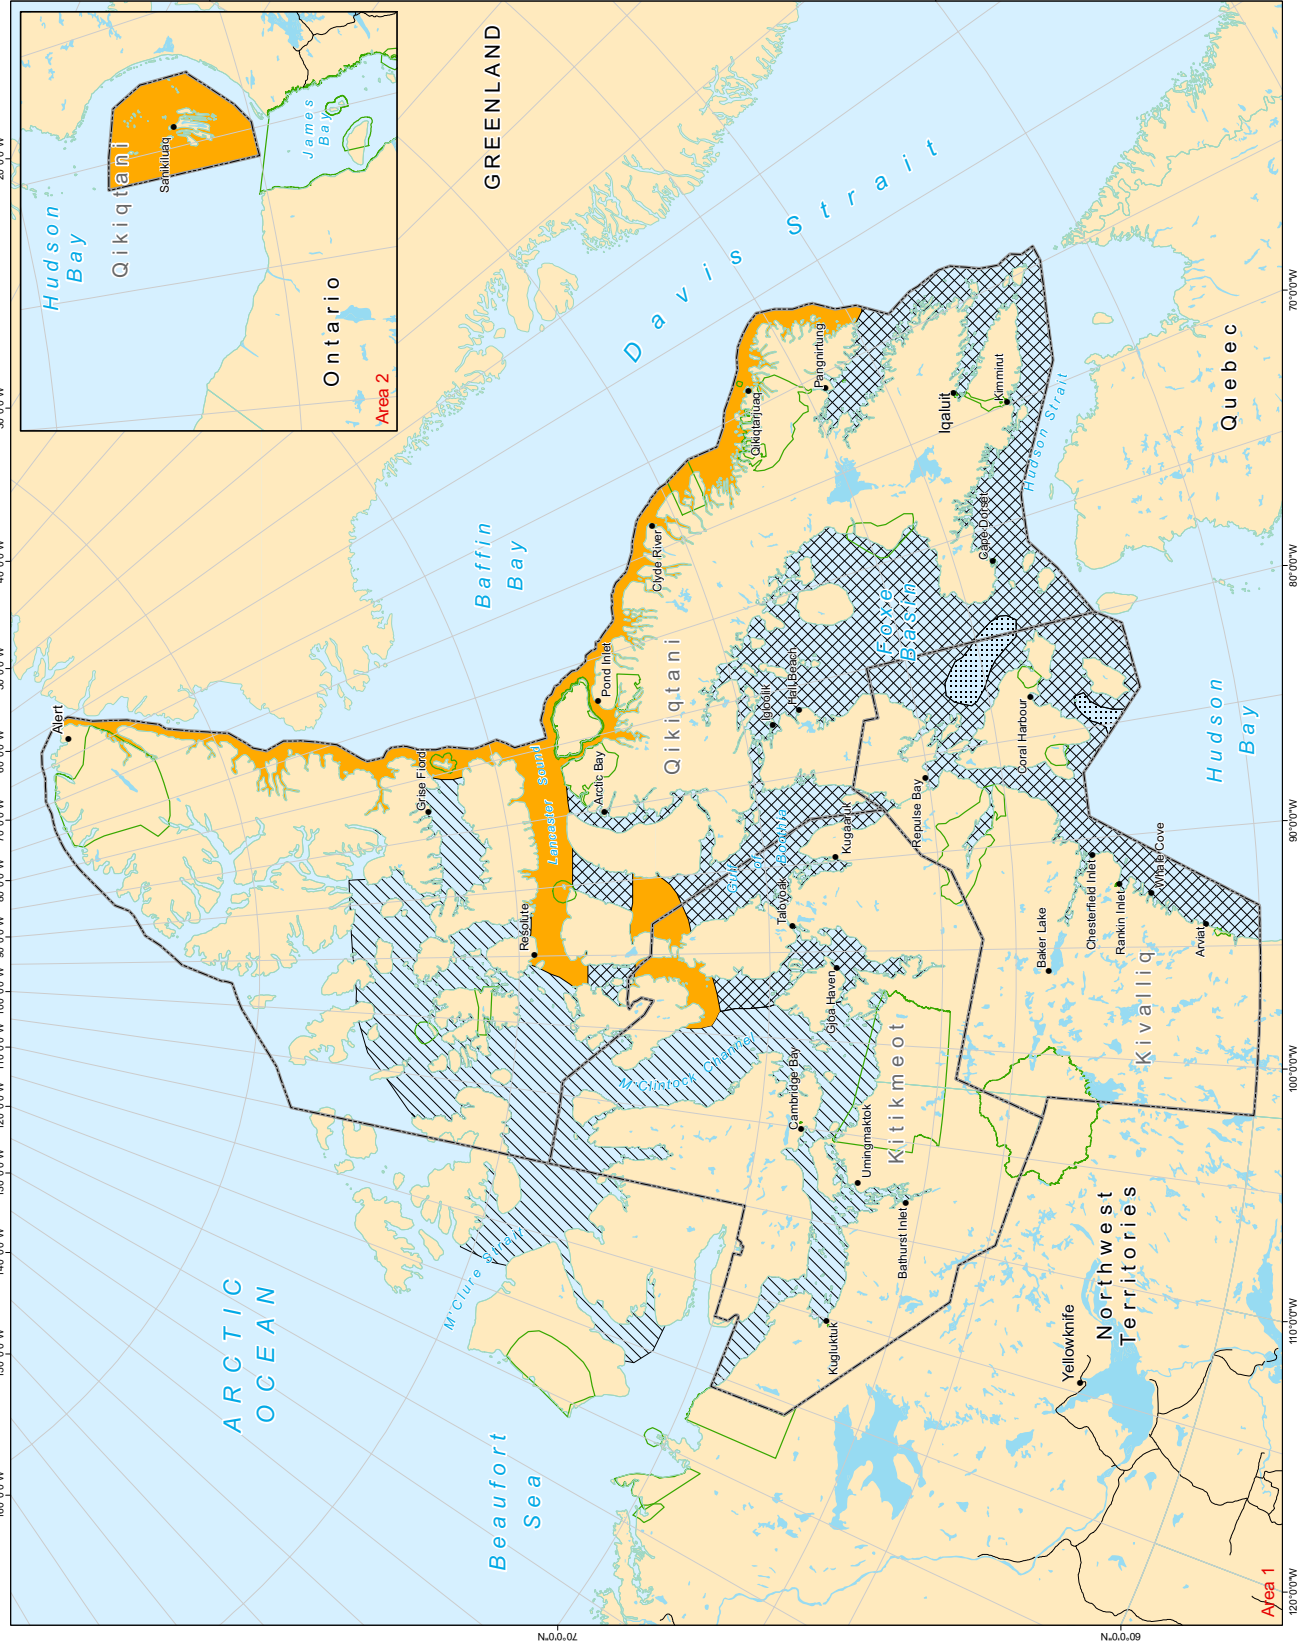 Hudson
Bay
Qikiqtani
Sanikiluaq
James
Bay
Ontario
Area 2
GREENLAND
Davis Strait
Baffin
Bay
Alert
Grise Fiord
Resolute
Lancaster Sound
Arctic Bay
Pond Inlet
Clyde River
Qikiqtarjuaq
Pangnirtung
Iqaluit
Kimmirut
Cape Dorset
Hudson Strait
Quebec
Qikiqtani
Igloolik
Hall Beach
Foxe
Basin
Gulf
of
Boothia
Kugaaruk
Taloyoak
Repulse Bay
Coral Harbour
Hudson
Bay
Chesterfield Inlet
Rankin Inlet
Whale Cove
Arviat
Baker Lake
Kivalliq
Gjoa Haven
M'Clintock Channel
Cambridge Bay
Umingmaktok
Bathurst Inlet
Kitikmeot
Kugluktuk
M'Clure Strait
ARCTIC
OCEAN
Beaufort
Sea
Yellowknife
Northwest
Territories
Area 1
70°0'0"W
80°0'0"W
90°0'0"W
100°0'0"W
110°0'0"W
120°0'0"W
70°0'0"N
60°0'0"N